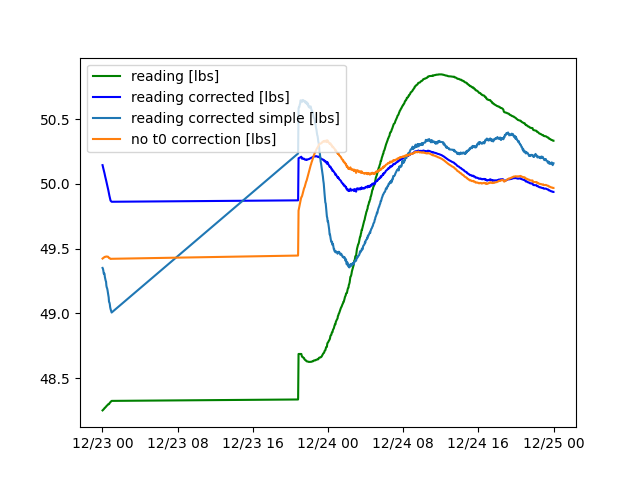 reading [lbs]
reading corrected [lbs]
reading corrected simple [lbs]
no t0 correction [lbs]
50.5
50.0
49.5
49.0
48.5
12/23 00 12/23 08 12/23 16 12/24 00 12/24 08 12/24 16 12/25 00